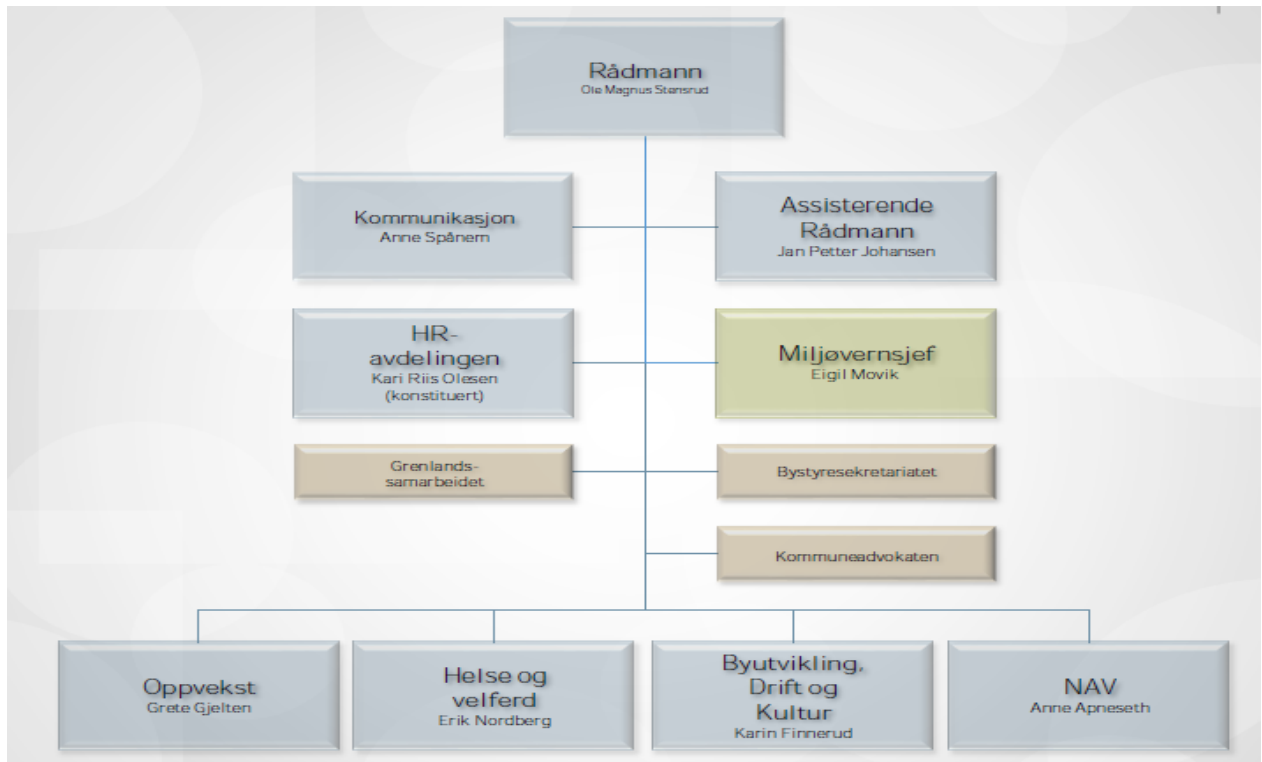 Rådmann
Ole Magnus Stensrud
Kommunikasjon
Anne Spånem
Assisterende
Rådmann
Jan Petter Johansen
HR-
avdelingen
Kari Riis Olesen
(konstituert)
Miljøvernsjef
Eigil Movik
Grenlands-
samarbeidet
Bystyresekretariatet
Kommuneadvokaten
Oppvekst
Grete Gjelten
Helse og
velferd
Erik Nordberg
Byutvikling,
Drift og
Kultur
Karin Finnerud
NAV
Anne Apneseth